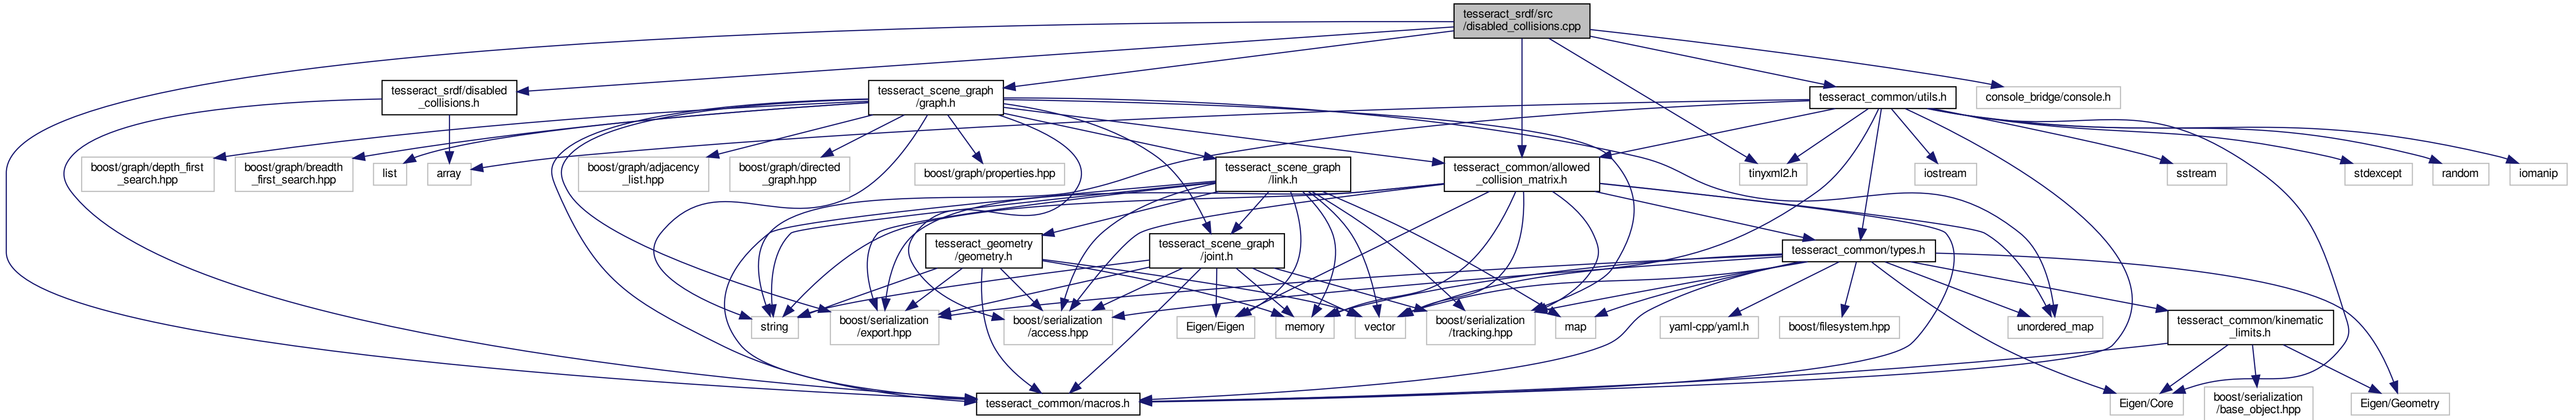 tesseract_srdf/src
/disabled_collisions.cpp
tesseract_srdf/disabled
_collisions.h
tesseract_scene_graph
/graph.h
tesseract_common/utils.h
console_bridge/console.h
boost/graph/depth_first
_search.hpp
boost/graph/breadth
_first_search.hpp
list
array
boost/graph/adjacency
_list.hpp
boost/graph/directed
_graph.hpp
boost/graph/properties.hpp
tesseract_scene_graph
/link.h
tesseract_common/allowed
_collision_matrix.h
tinyxml2.h
iostream
sstream
stdexcept
random
iomanip
tesseract_geometry
/geometry.h
tesseract_scene_graph
/joint.h
tesseract_common/types.h
string
boost/serialization
/export.hpp
boost/serialization
/access.hpp
Eigen/Eigen
memory
vector
boost/serialization
/tracking.hpp
map
yaml-cpp/yaml.h
boost/filesystem.hpp
unordered_map
tesseract_common/kinematic
_limits.h
tesseract_common/macros.h
Eigen/Core
boost/serialization
/base_object.hpp
Eigen/Geometry